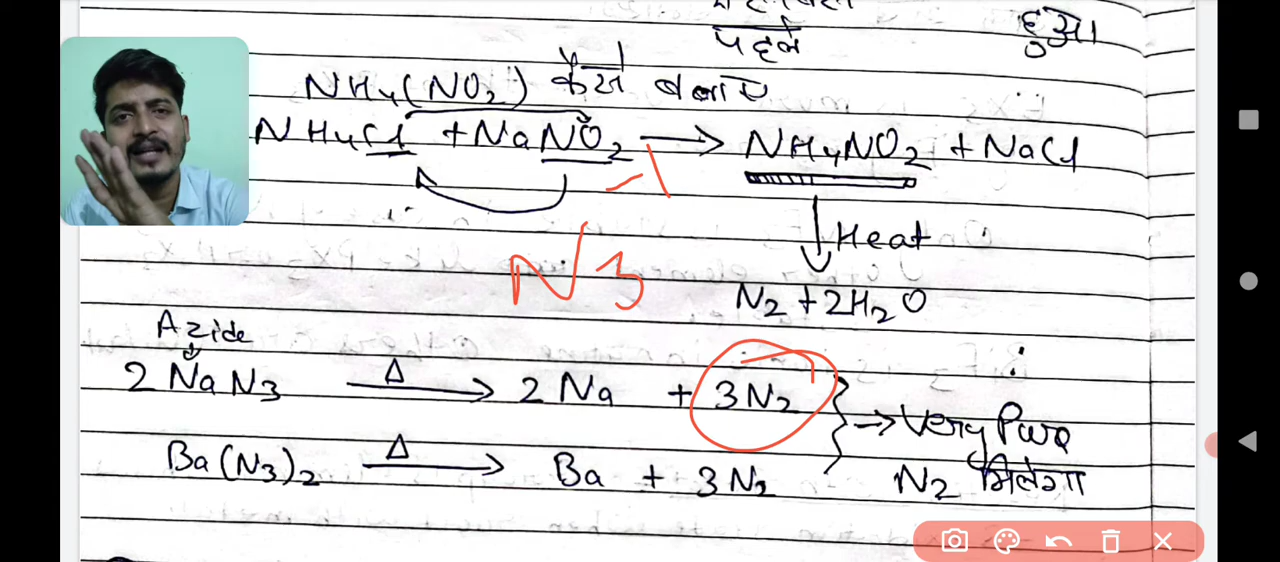 पहले
हुआ।
NH4(NO2) कैसे बनाए
NH4Cl + NaNO2 → NH4NO2 + NaCl
-1
↓ Heat
N3
N2 + 2H2O
Azide
2 NaN3 Δ→ 2 Na + 3N2
→ Very Pure
Ba(N3)2 Δ→ Ba + 3N2
N2 मिलेगा